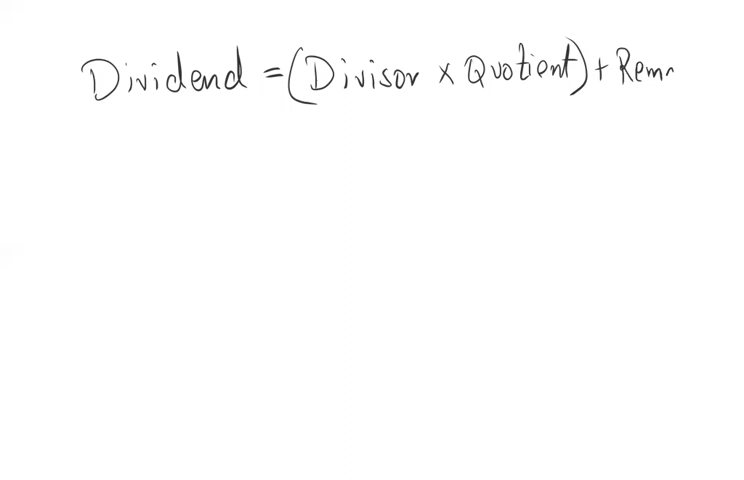 Dividend = (Divisor × Quotient) + Rem